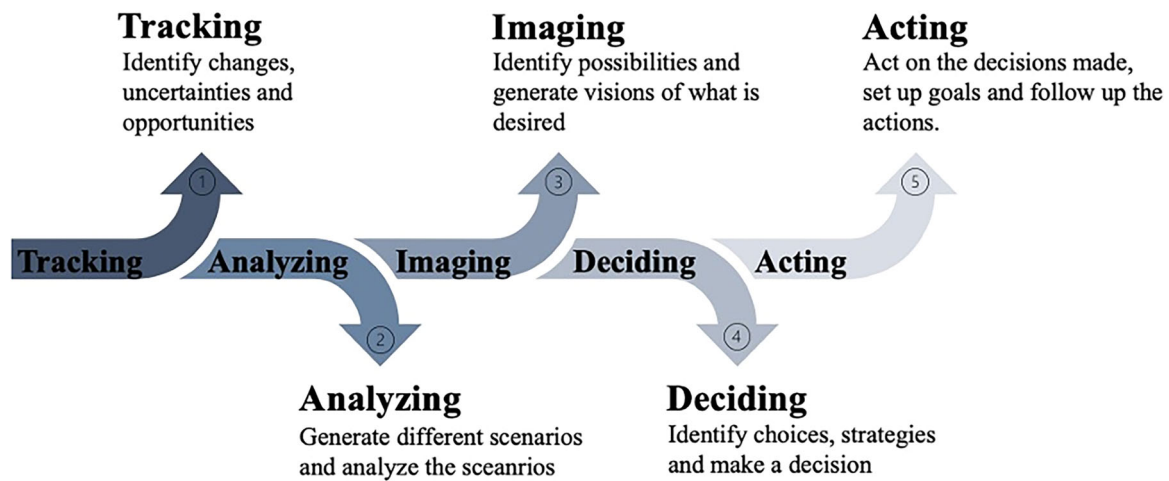 Tracking
Identify changes,
uncertainties and
opportunities
Imaging
Identify possibilities and
generate visions of what is
desired
Acting
Act on the decisions made,
set up goals and follow up the
actions.
1
3
5
Tracking
Analyzing
Imaging
Deciding
Acting
2
4
Analyzing
Generate different scenarios
and analyze the sceanrios
Deciding
Identify choices, strategies
and make a decision